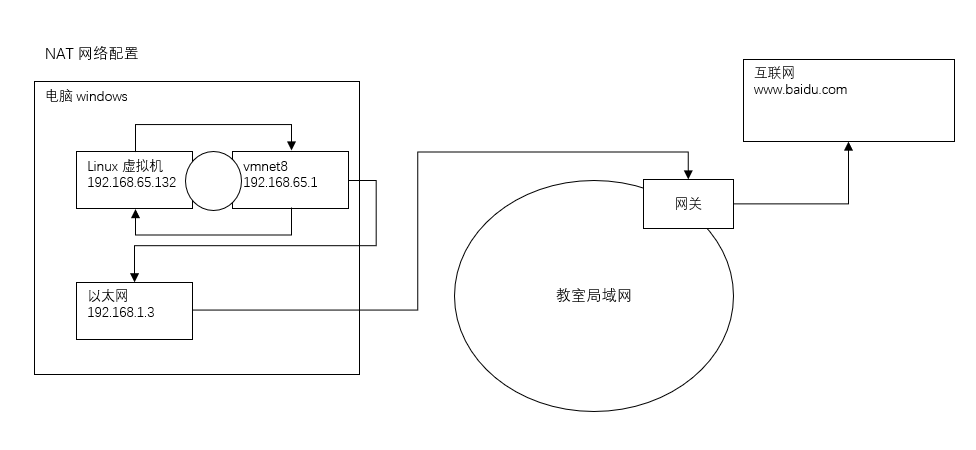 NAT 网络配置
电脑 windows
Linux 虚拟机
192.168.65.132
vmnet8
192.168.65.1
以太网
192.168.1.3
教室局域网
网关
互联网
www.baidu.com